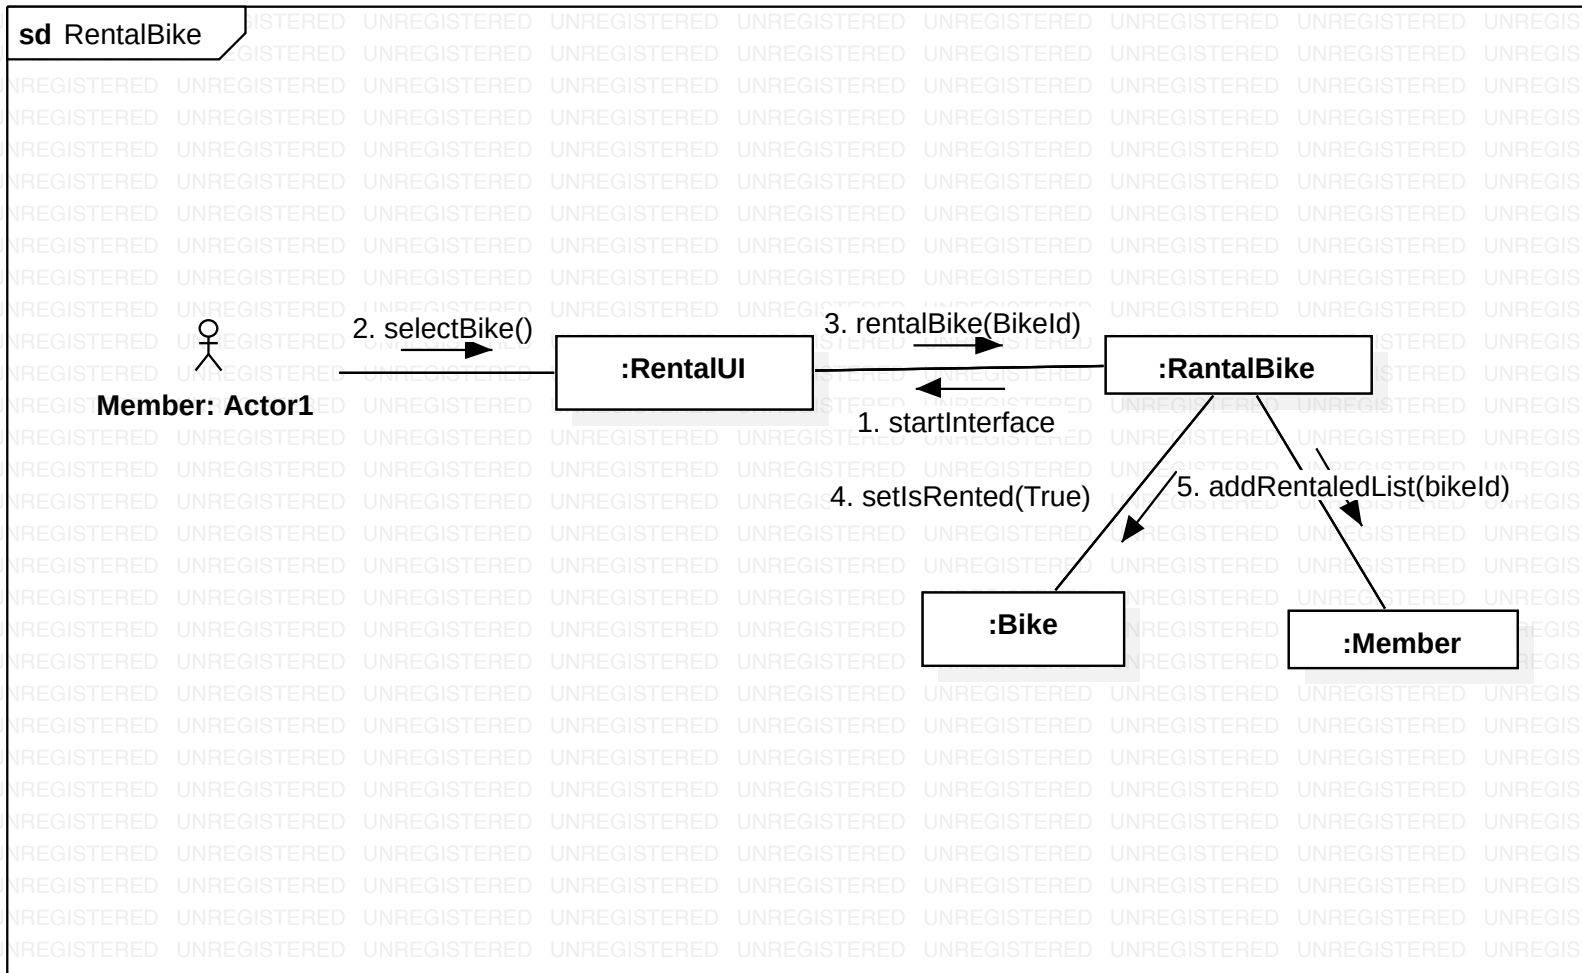 sd RentalBike
2. selectBike()
3. rentalBike(BikeId)
:RentalUI
:RantalBike
Member: Actor1
1. startInterface
4. setIsRented(True)
5. addRentaledList(bikeId)
:Bike
:Member
UNREGISTERED